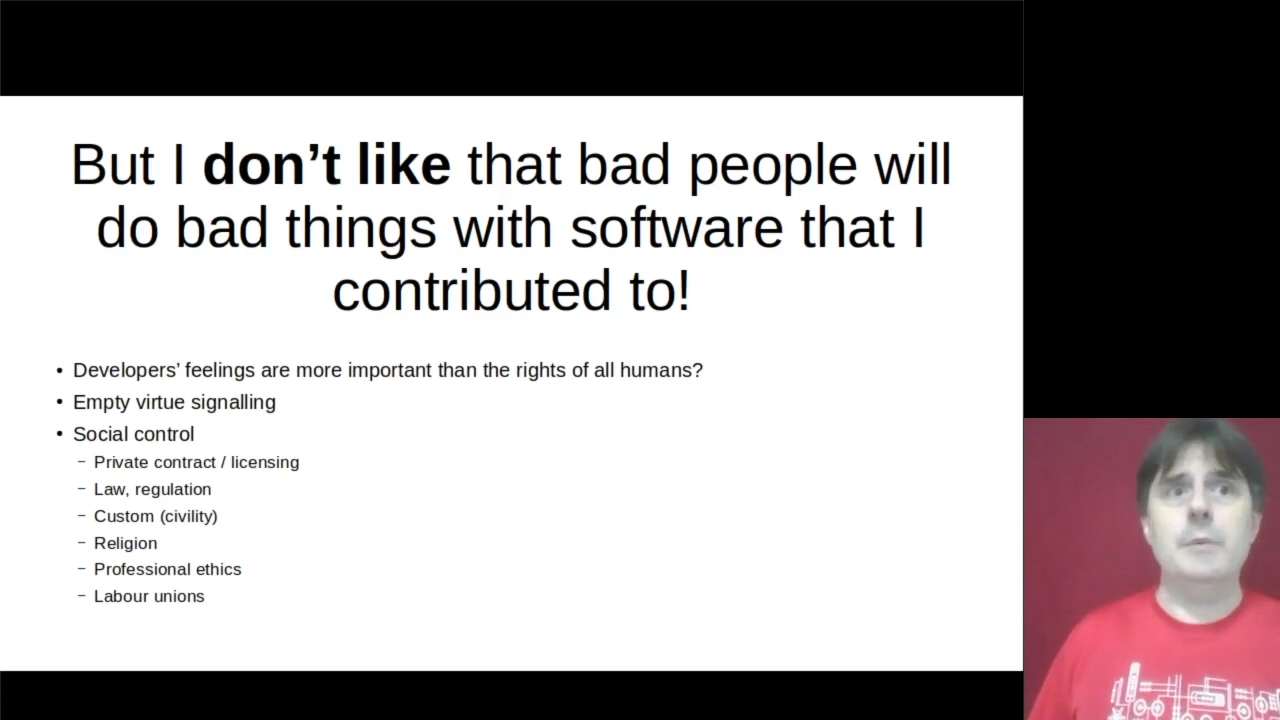 But I don’t like that bad people will
do bad things with software that I
contributed to!
• Developers’ feelings are more important than the rights of all humans?
• Empty virtue signalling
• Social control
– Private contract / licensing
– Law, regulation
– Custom (civility)
– Religion
– Professional ethics
– Labour unions